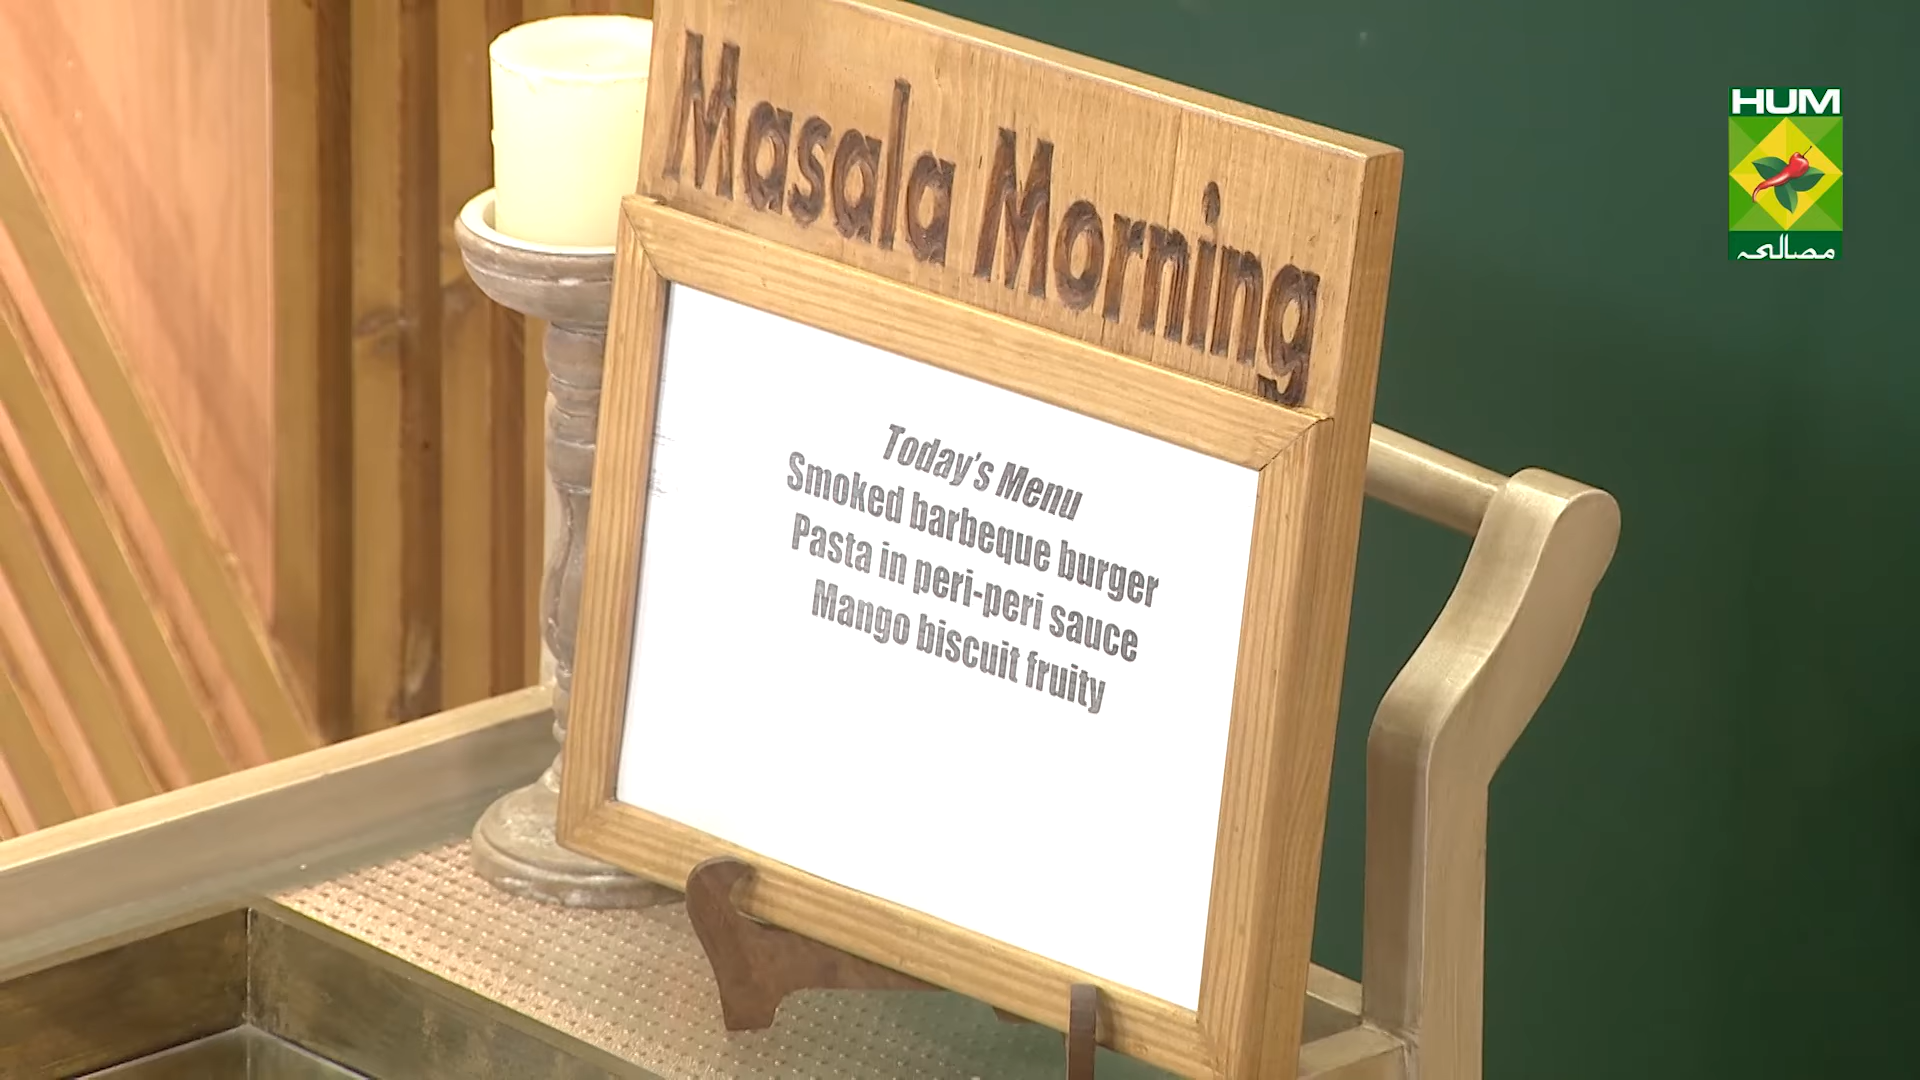 HUM
مصالحہ
Masala Morning
Today's Menu
Smoked barbeque burger
Pasta in peri-peri sauce
Mango biscuit fruity